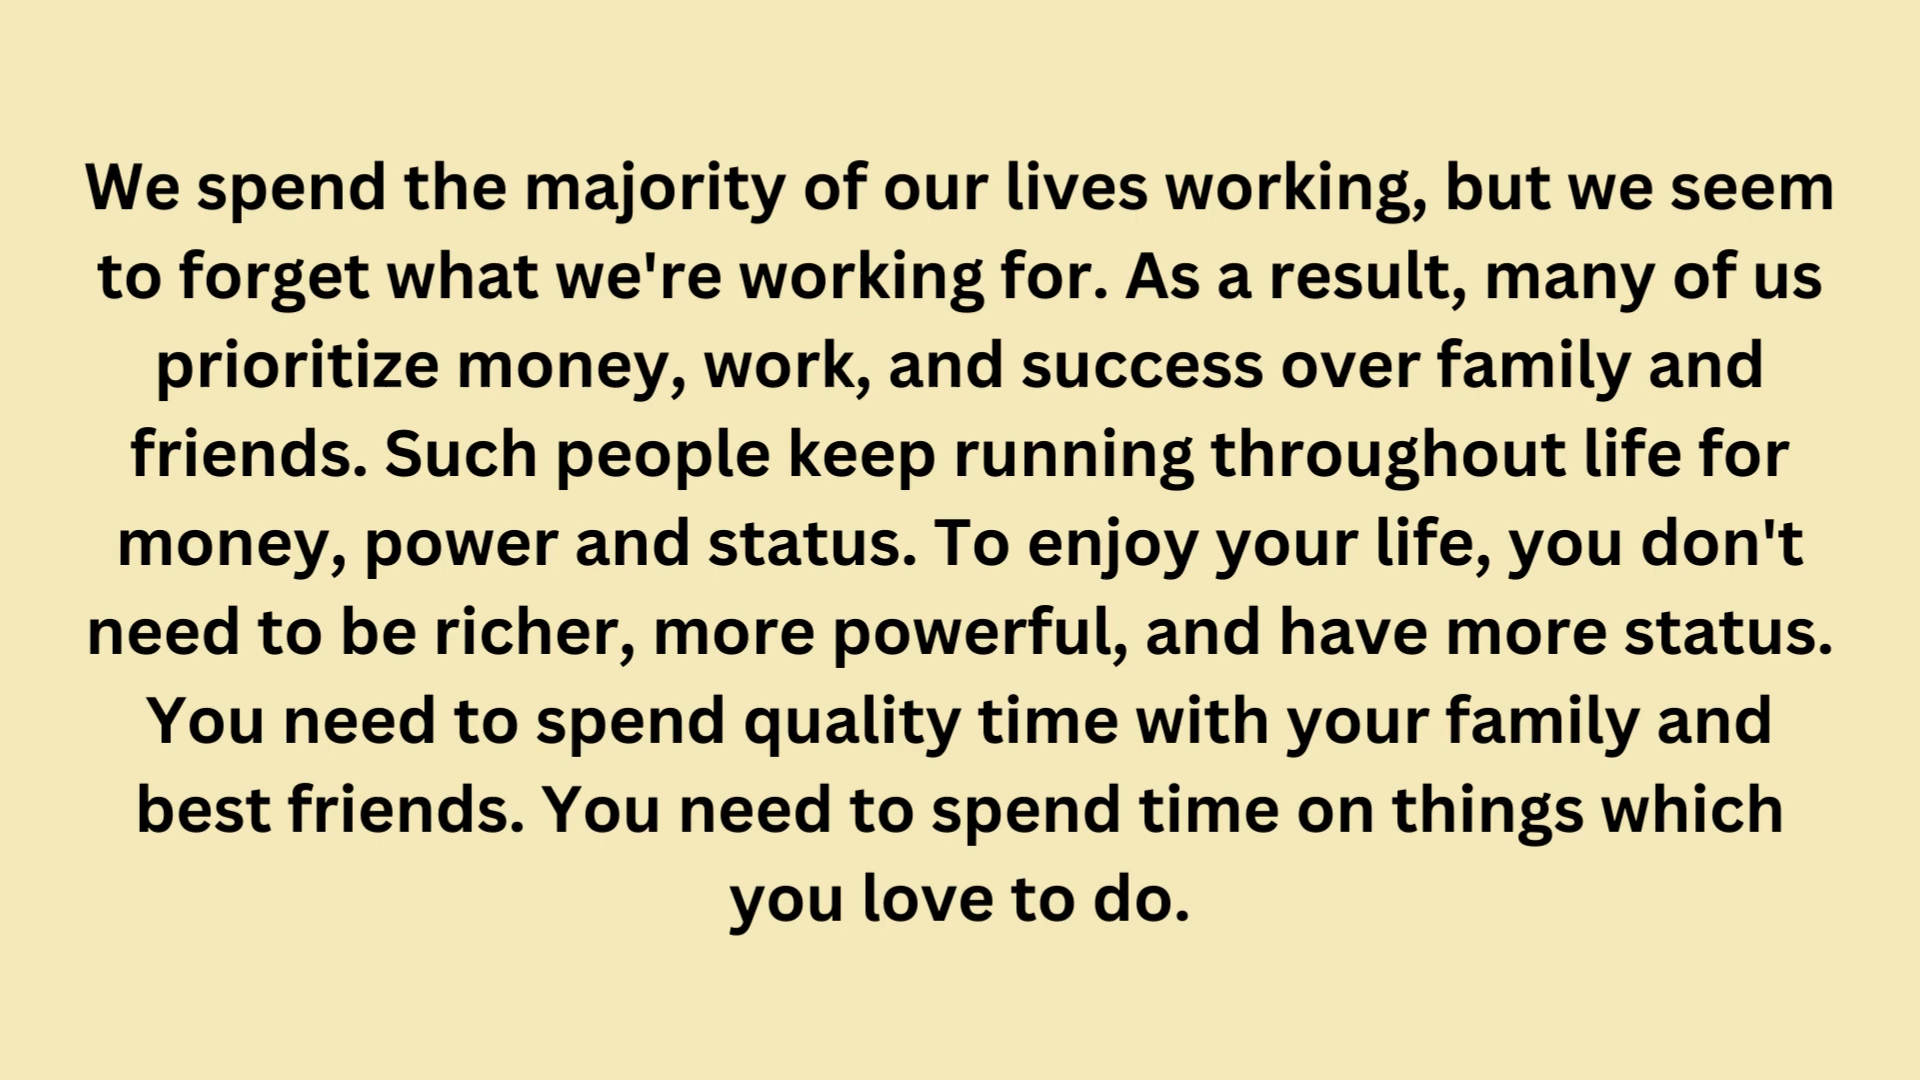 We spend the majority of our lives working, but we seem
to forget what we're working for. As a result, many of us
prioritize money, work, and success over family and
friends. Such people keep running throughout life for
money, power and status. To enjoy your life, you don't
need to be richer, more powerful, and have more status.
You need to spend quality time with your family and
best friends. You need to spend time on things which
you love to do.